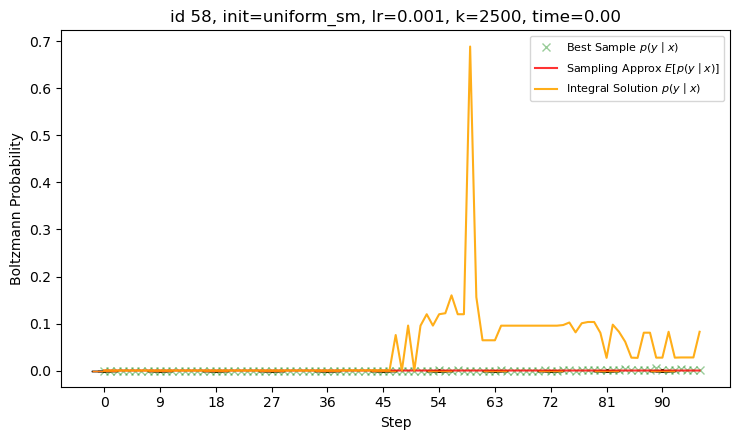 id 58, init=uniform_sm, lr=0.001, k=2500, time=0.00
Best Sample p(y | x)
Sampling Approx E[p(y | x)]
Integral Solution p(y | x)
Boltzmann Probability
0.7
0.6
0.5
0.4
0.3
0.2
0.1
0.0
0 9 18 27 36 45 54 63 72 81 90
Step